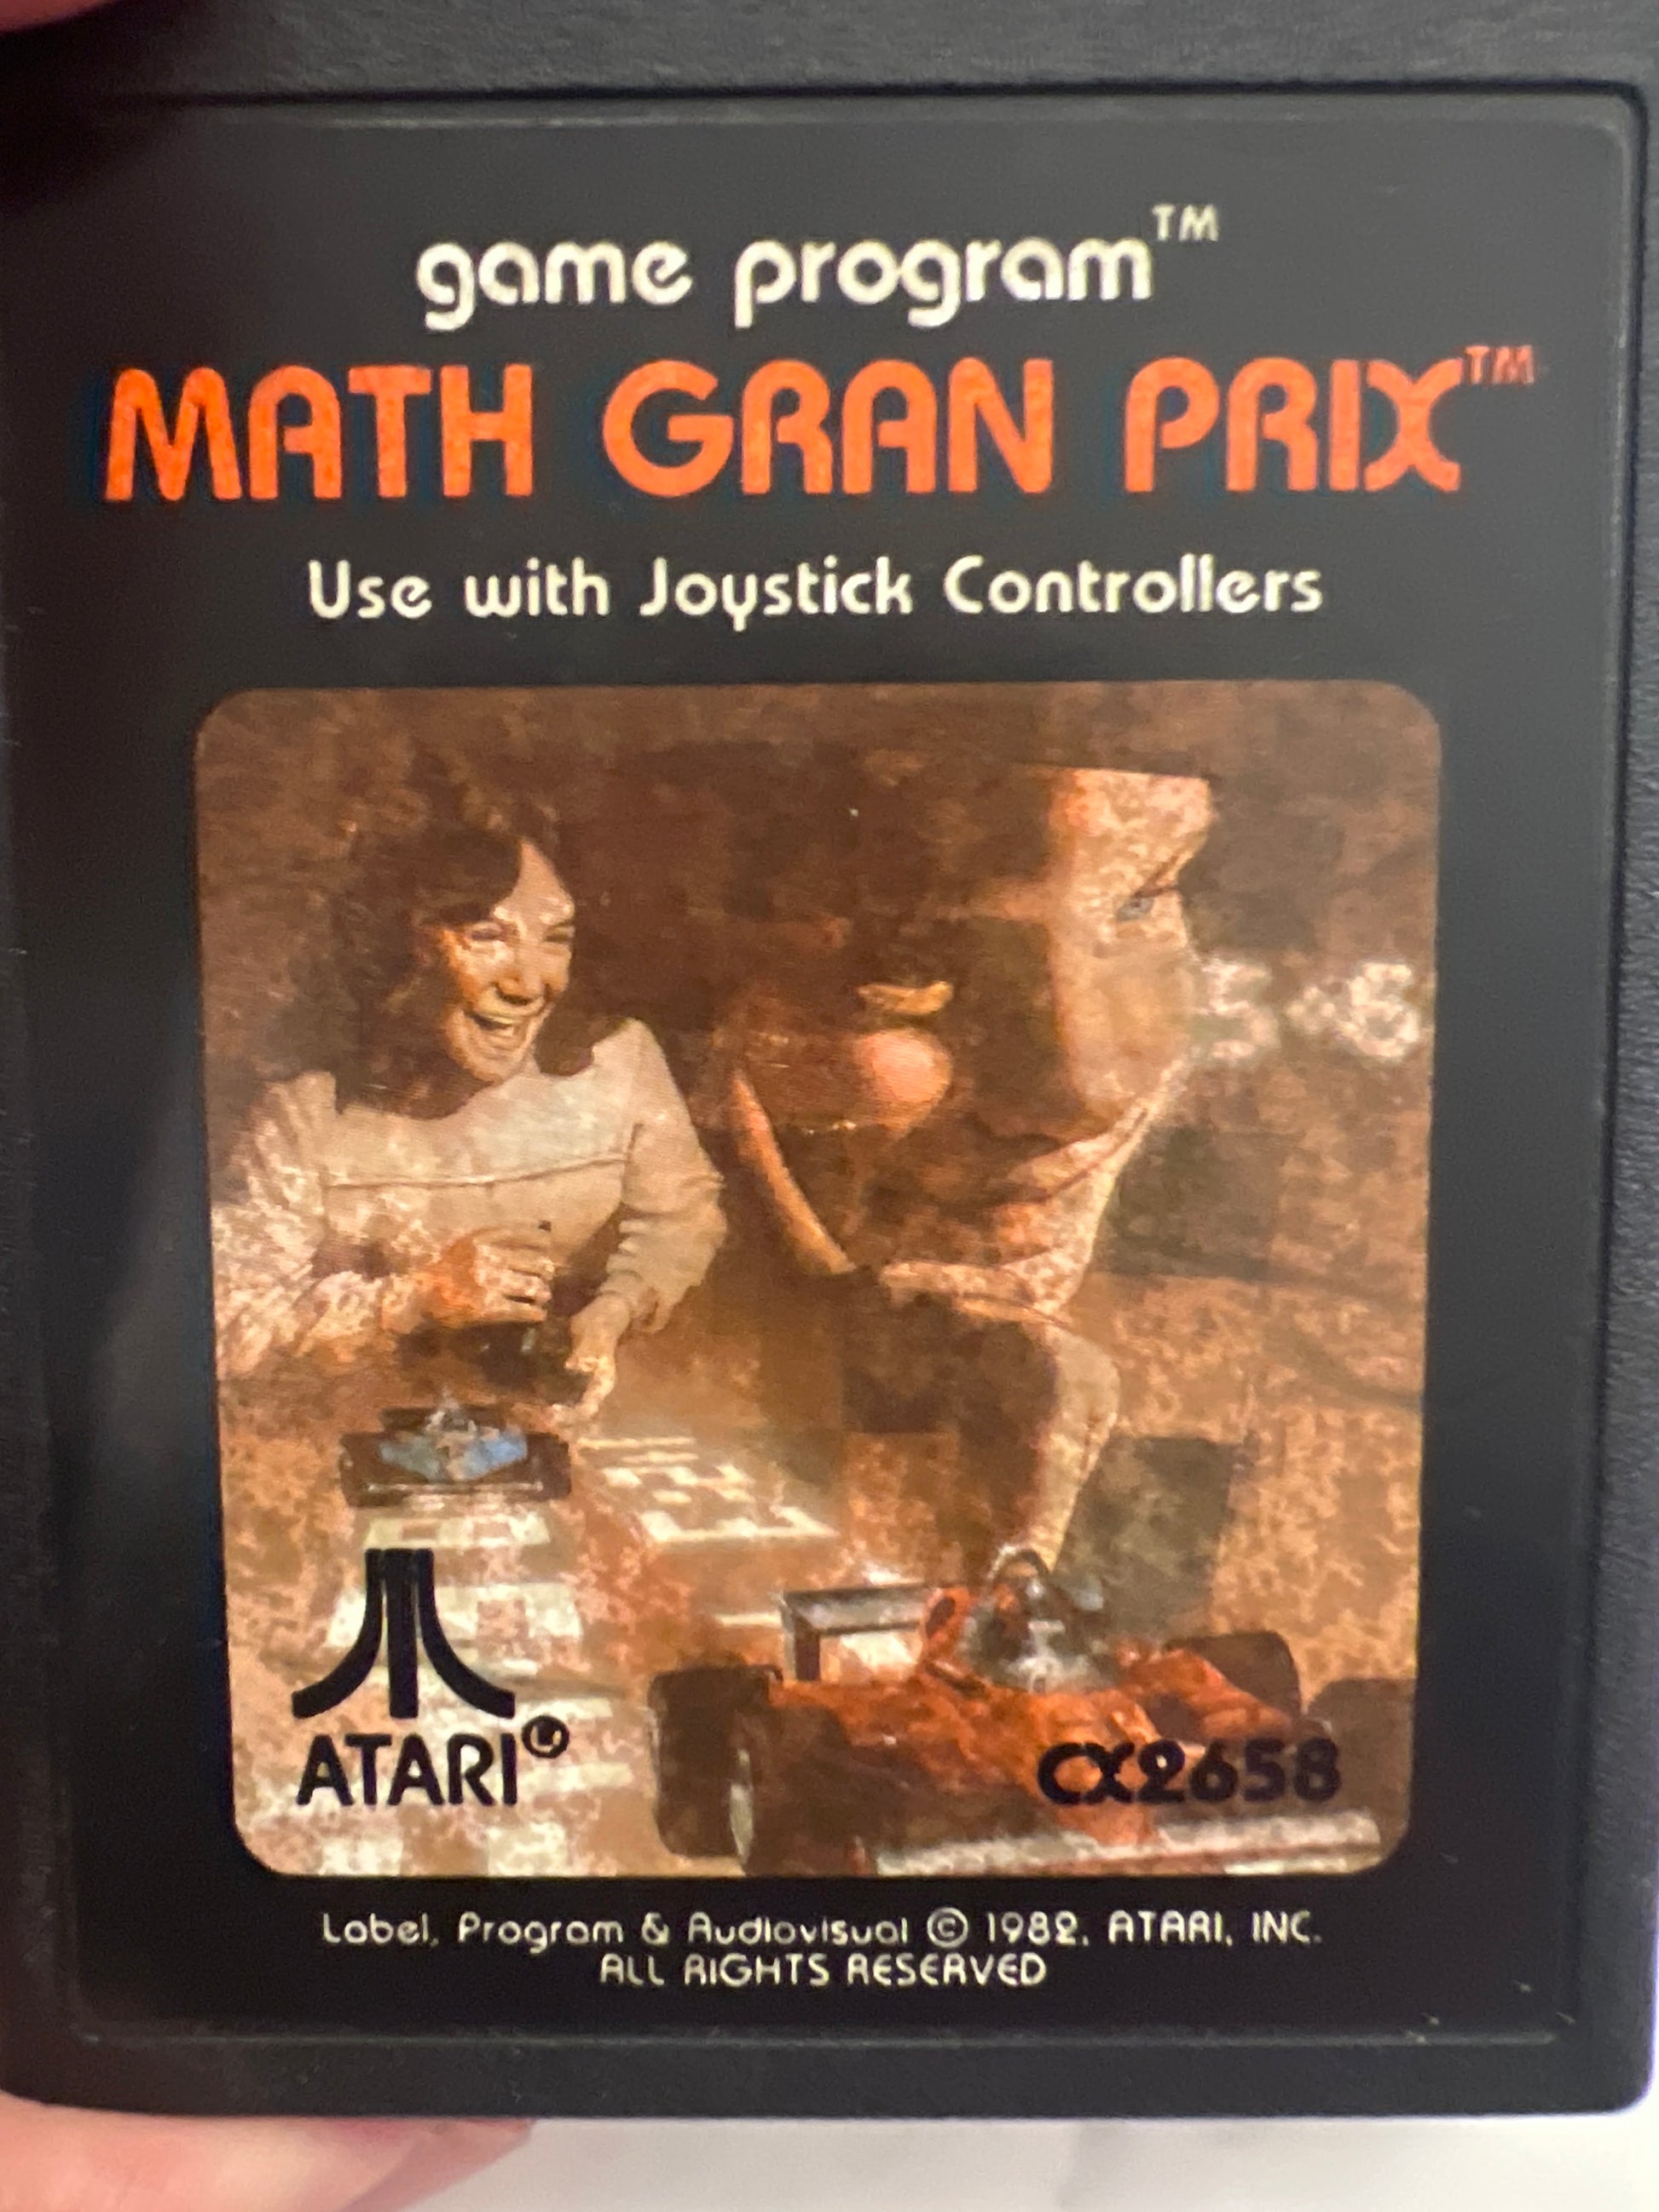 game program™
MATH GRAN PRIX™
Use with Joystick Controllers
ATARI®
CX2658
Label, Program & Audiovisual © 1982, ATARI, INC.
ALL RIGHTS RESERVED